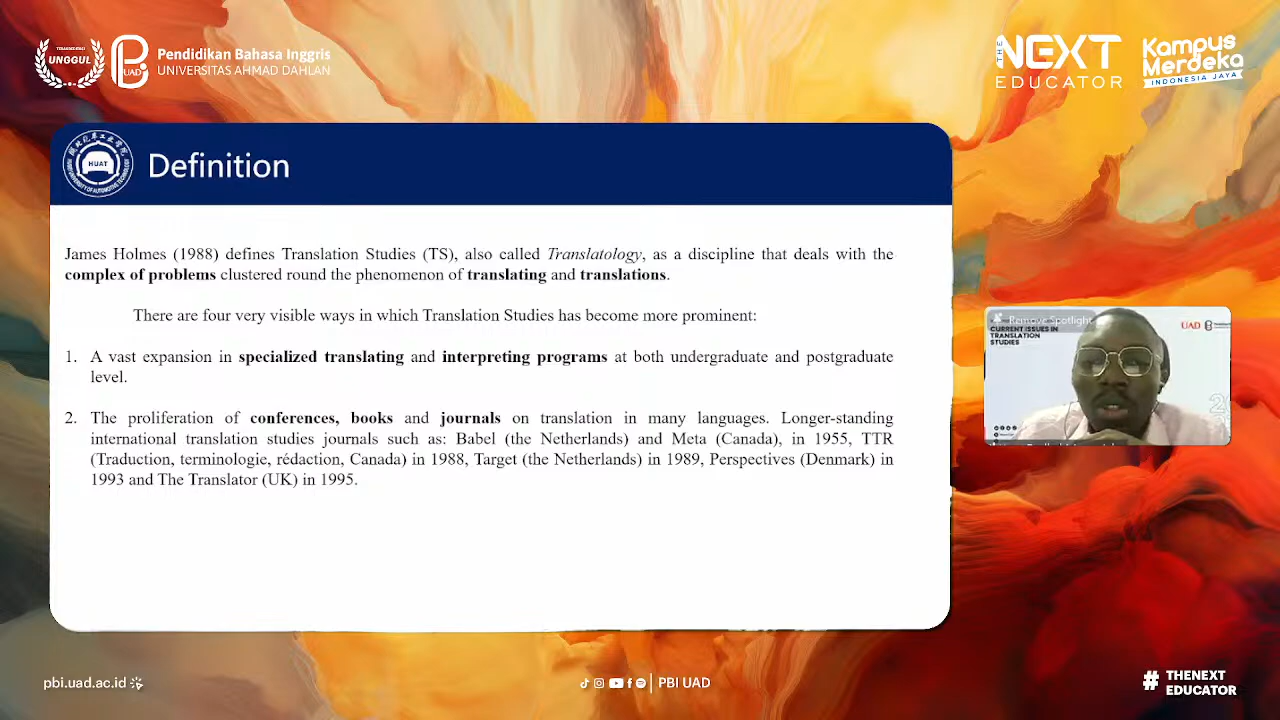 TERAKREDITASI
UNGGUL
UAD
Pendidikan Bahasa Inggris
UNIVERSITAS AHMAD DAHLAN
THE NEXT
EDUCATOR
Kampus
Merdeka
INDONESIA JAYA
HUAT
Definition
James Holmes (1988) defines Translation Studies (TS), also called Translatology, as a discipline that deals with the
complex of problems clustered round the phenomenon of translating and translations.
There are four very visible ways in which Translation Studies has become more prominent:
1. A vast expansion in specialized translating and interpreting programs at both undergraduate and postgraduate
level.
2. The proliferation of conferences, books and journals on translation in many languages. Longer-standing
international translation studies journals such as: Babel (the Netherlands) and Meta (Canada), in 1955, TTR
(Traduction, terminologie, rédaction, Canada) in 1988, Target (the Netherlands) in 1989, Perspectives (Denmark) in
1993 and The Translator (UK) in 1995.
Remove Spotlight
CURRENT ISSUES IN
TRANSLATION
STUDIES
UAD
pbi.uad.ac.id
PBI UAD
# THENEXT
EDUCATOR